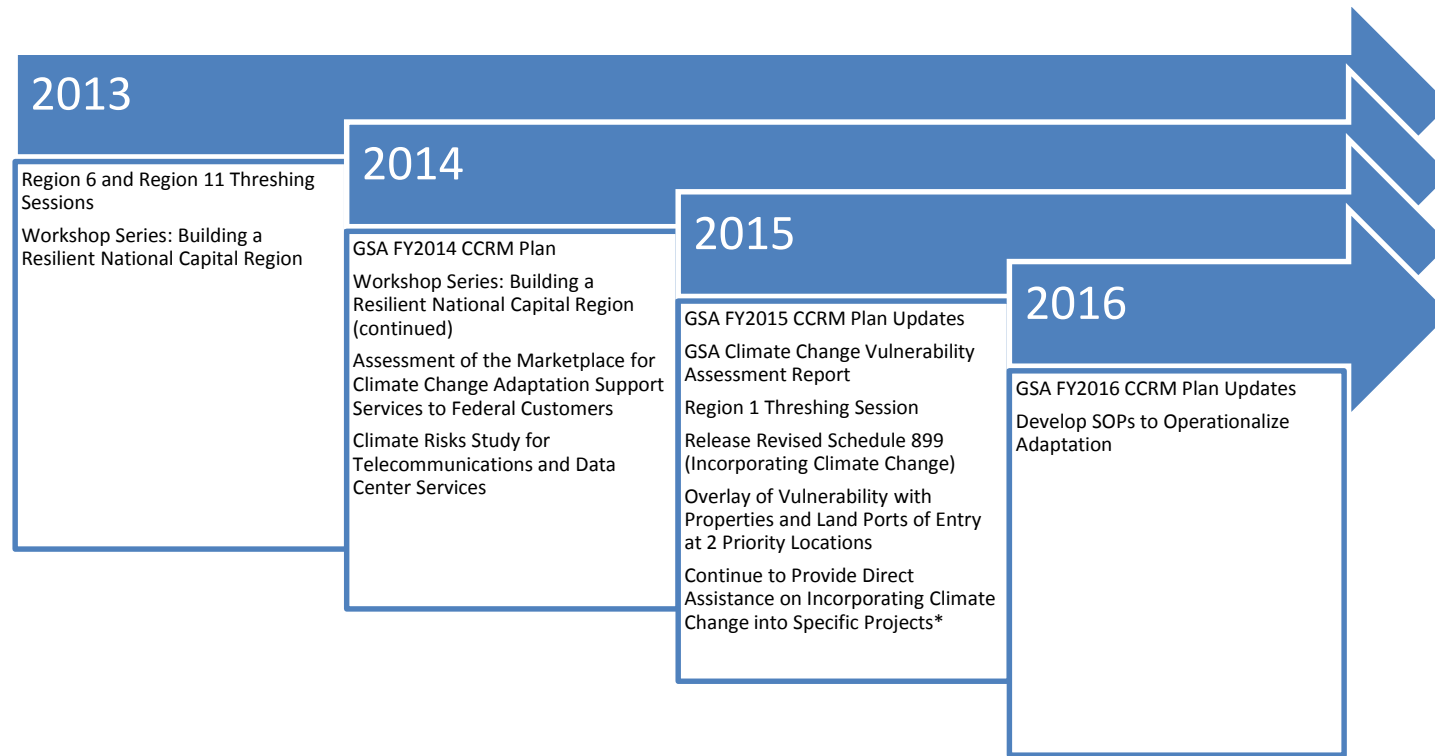 2013
Region 6 and Region 11 Threshing
Sessions
Workshop Series: Building a
Resilient National Capital Region
2014
GSA FY2014 CCRM Plan
Workshop Series: Building a
Resilient National Capital Region
(continued)
Assessment of the Marketplace for
Climate Change Adaptation Support
Services to Federal Customers
Climate Risks Study for
Telecommunications and Data
Center Services
2015
GSA FY2015 CCRM Plan Updates
GSA Climate Change Vulnerability
Assessment Report
Region 1 Threshing Session
Release Revised Schedule 899
(Incorporating Climate Change)
Overlay of Vulnerability with
Properties and Land Ports of Entry
at 2 Priority Locations
Continue to Provide Direct
Assistance on Incorporating Climate
Change into Specific Projects*
2016
GSA FY2016 CCRM Plan Updates
Develop SOPs to Operationalize
Adaptation